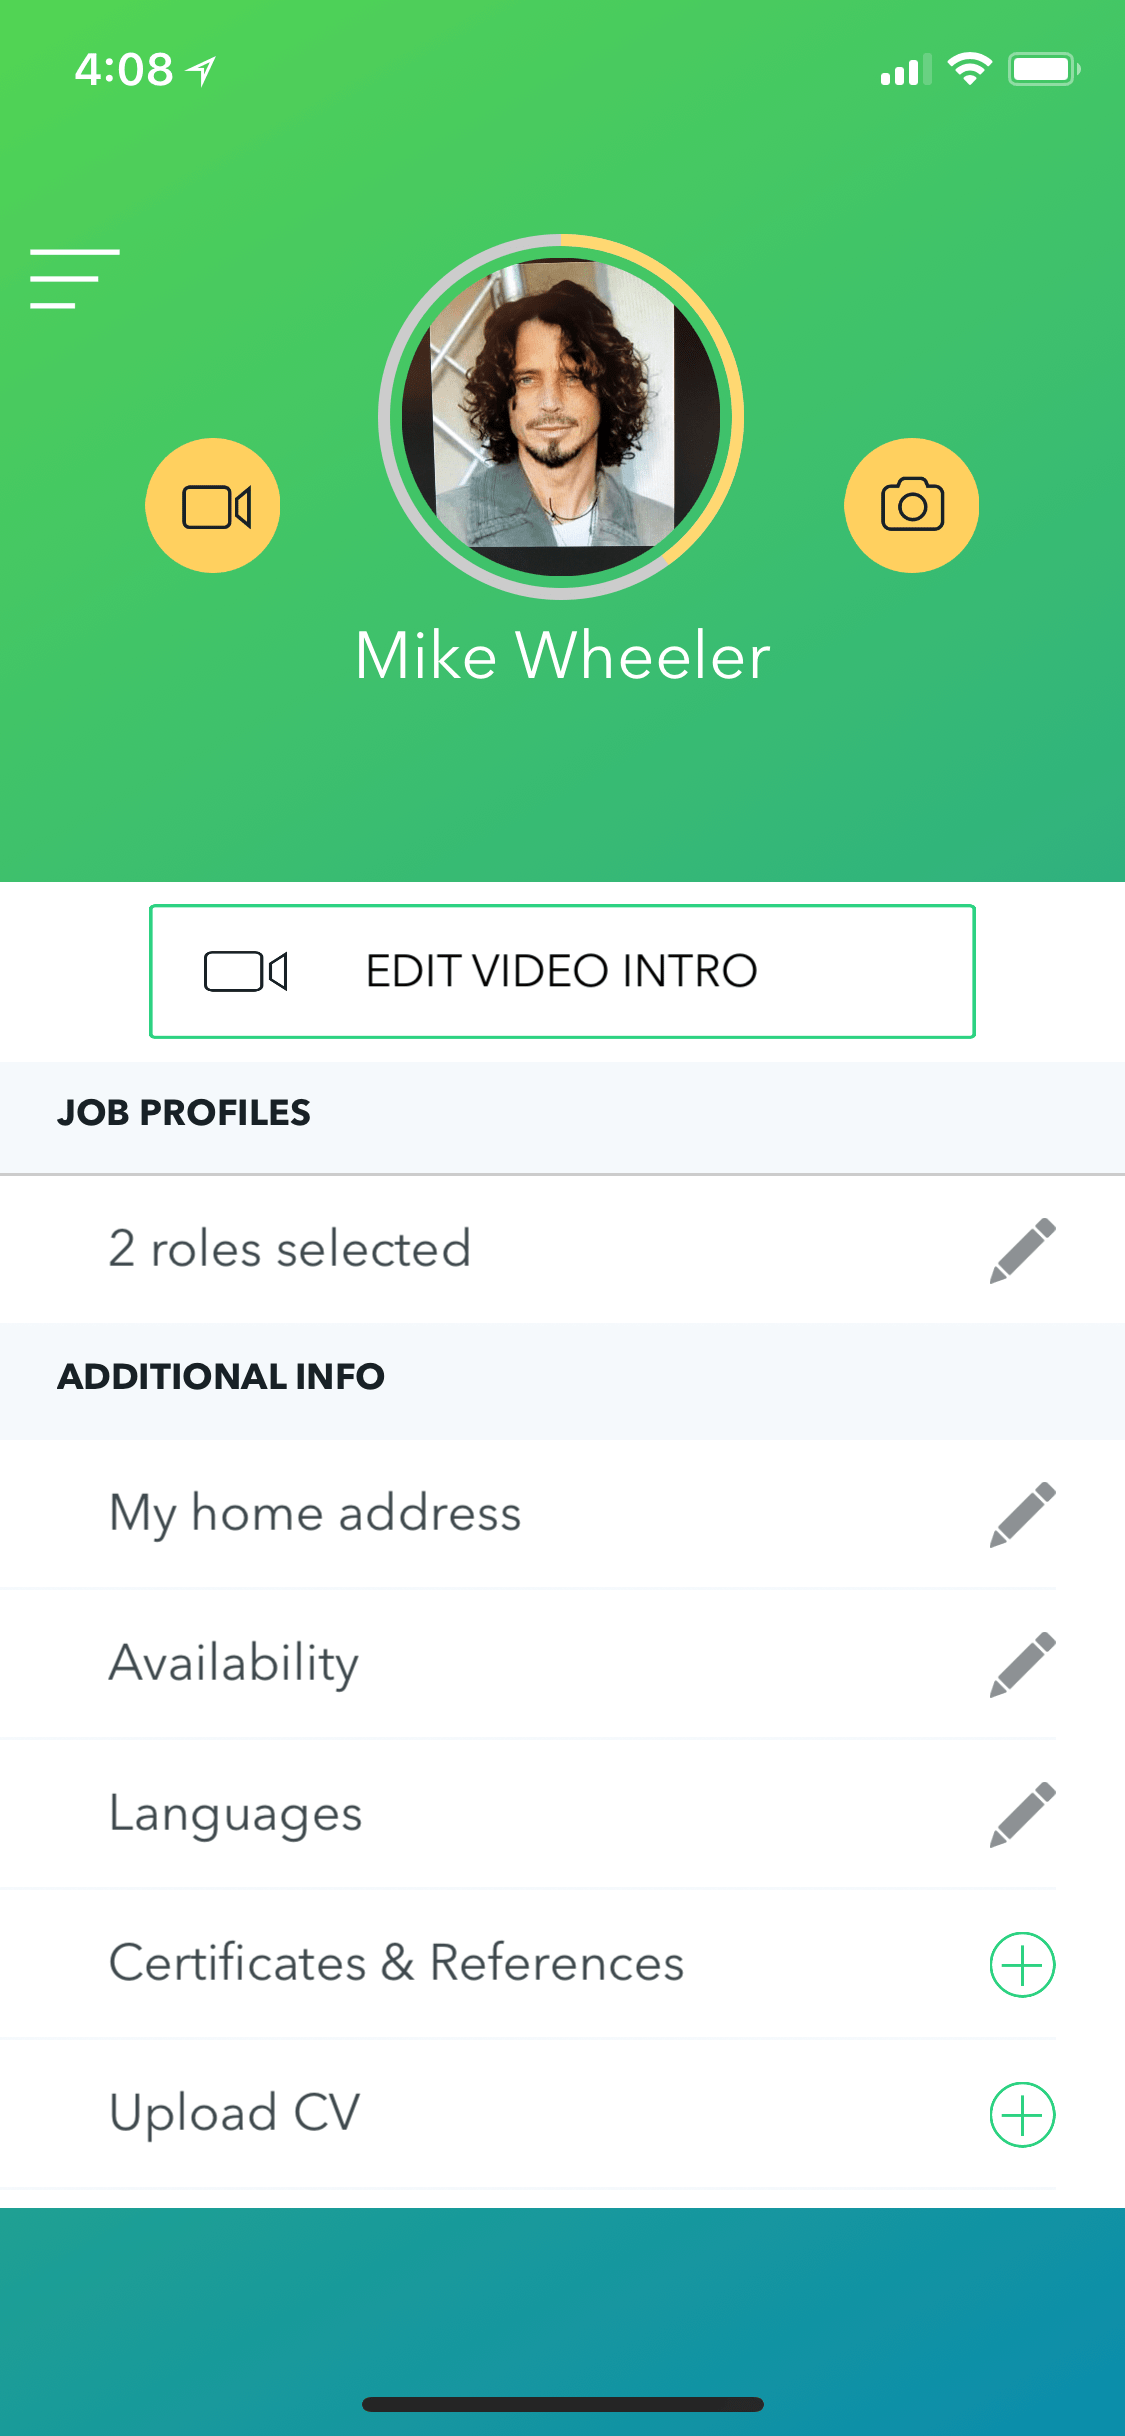 4:08
Mike Wheeler
EDIT VIDEO INTRO
JOB PROFILES
2 roles selected
ADDITIONAL INFO
My home address
Availability
Languages
Certificates & References
Upload CV